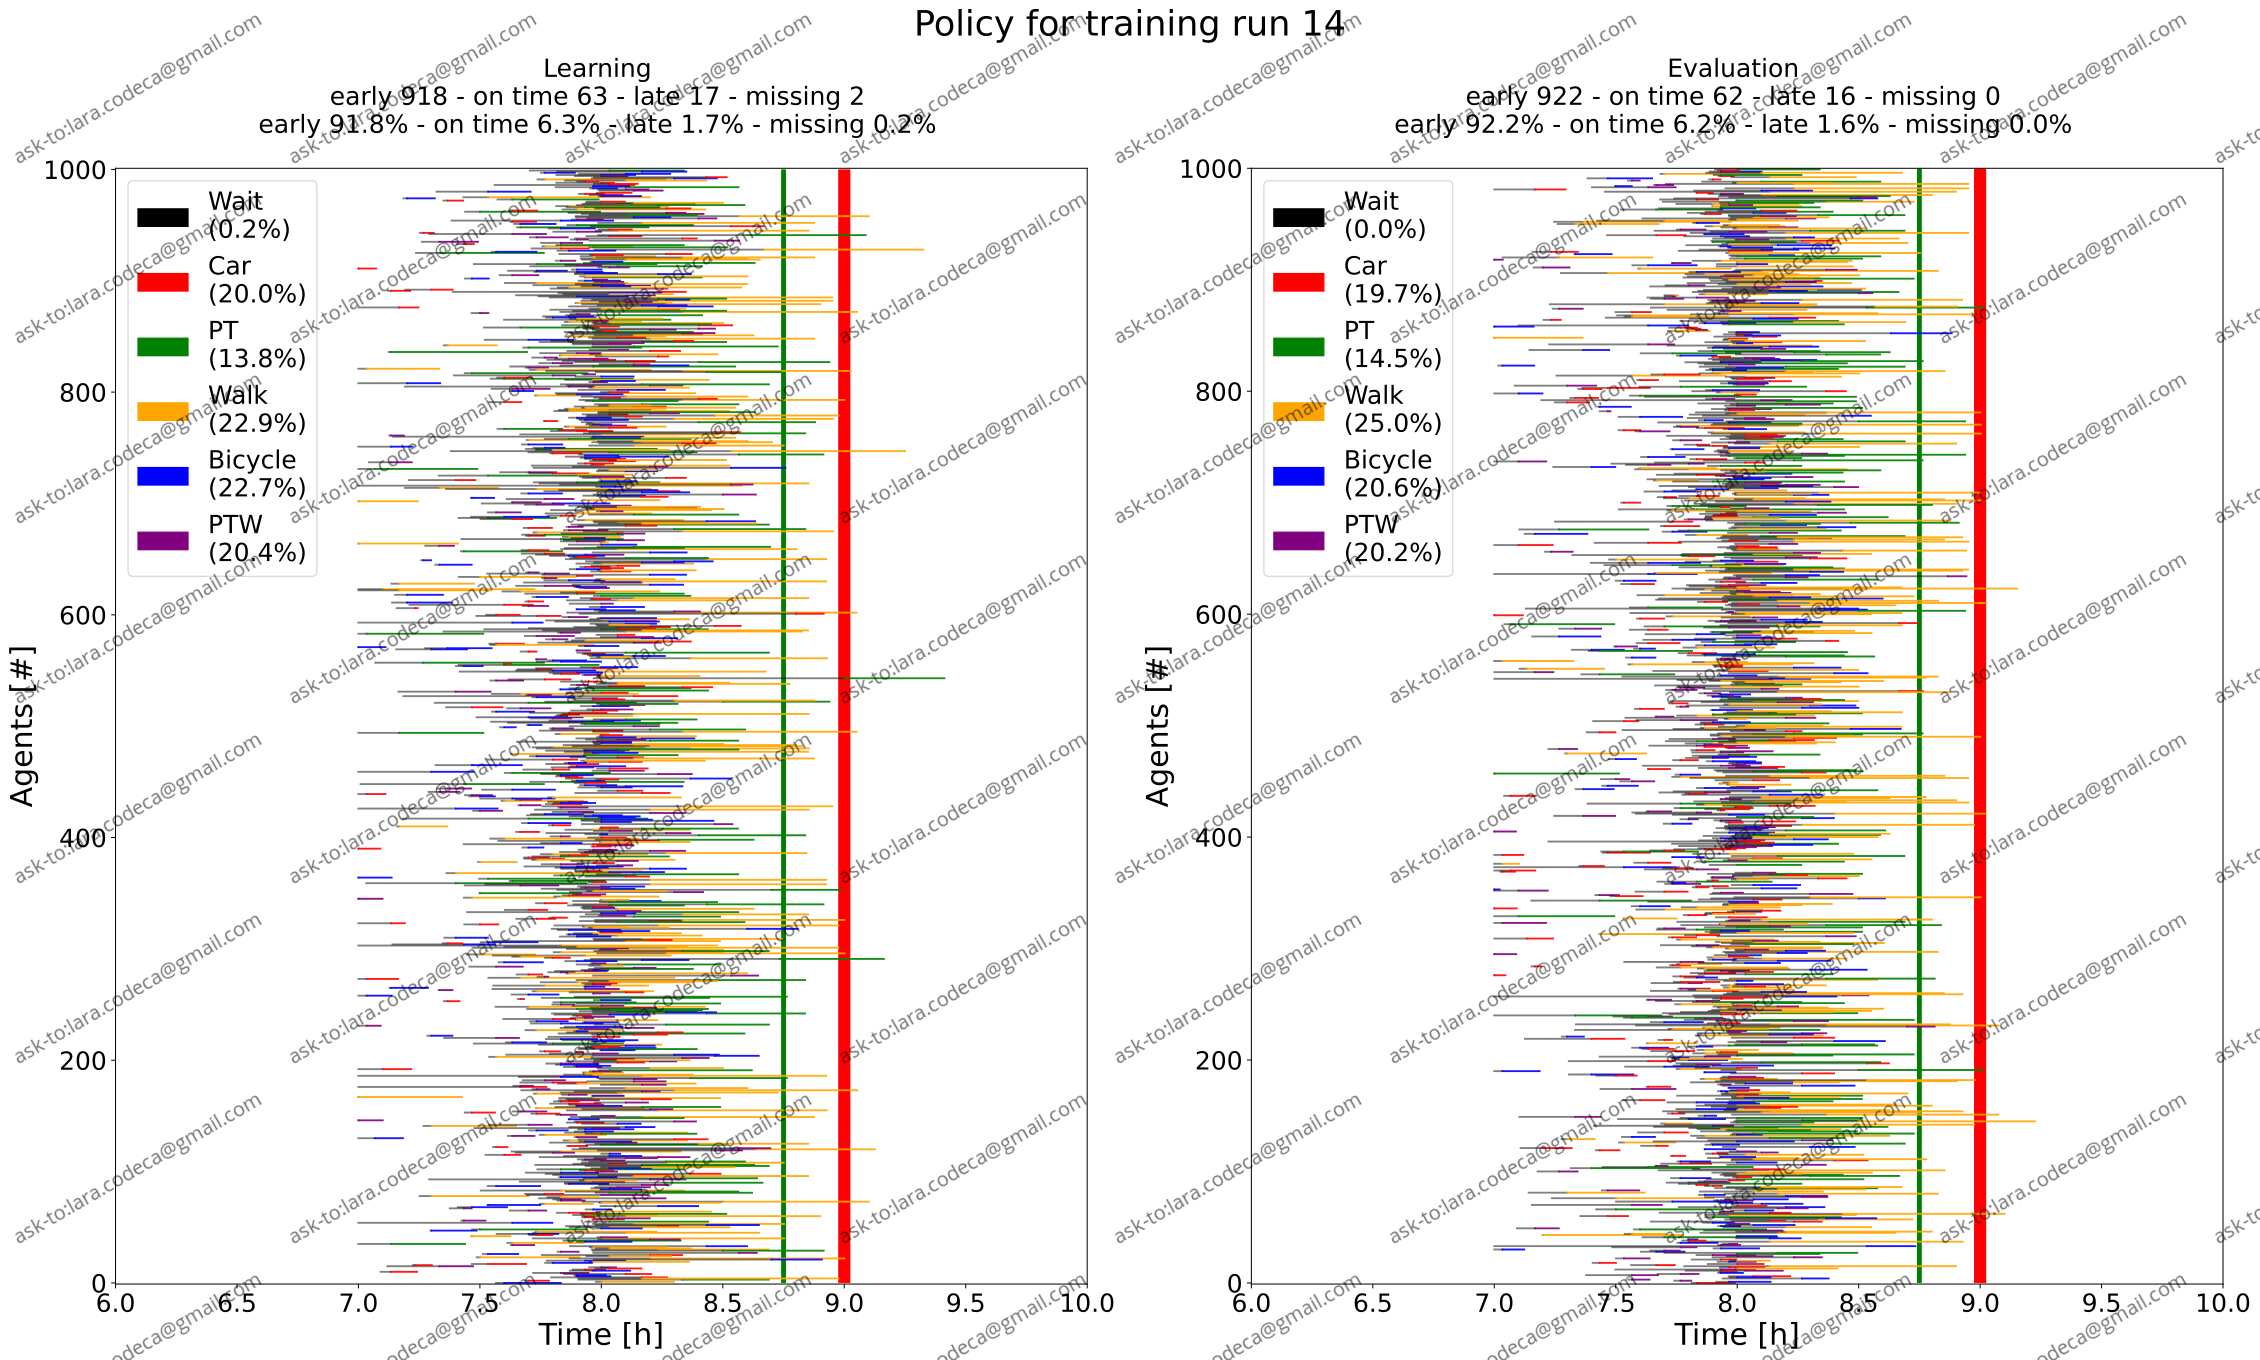 Policy for training run 14
Learning
early 918 - on time 63 - late 17 - missing 2
early 91.8% - on time 6.3% - late 1.7% - missing 0.2%
1000
800
600
400
200
0
Agents [#]
Wait
(0.2%)
Car
(20.0%)
PT
(13.8%)
Walk
(22.9%)
Bicycle
(22.7%)
PTW
(20.4%)
6.0 6.5 7.0 7.5 8.0 8.5 9.0 9.5 10.0
Time [h]
Evaluation
early 922 - on time 62 - late 16 - missing 0
early 92.2% - on time 6.2% - late 1.6% - missing 0.0%
1000
800
600
400
200
0
Agents [#]
Wait
(0.0%)
Car
(19.7%)
PT
(14.5%)
Walk
(25.0%)
Bicycle
(20.6%)
PTW
(20.2%)
6.0 6.5 7.0 7.5 8.0 8.5 9.0 9.5 10.0
Time [h]
ask-to:lara.codeca@gmail.com